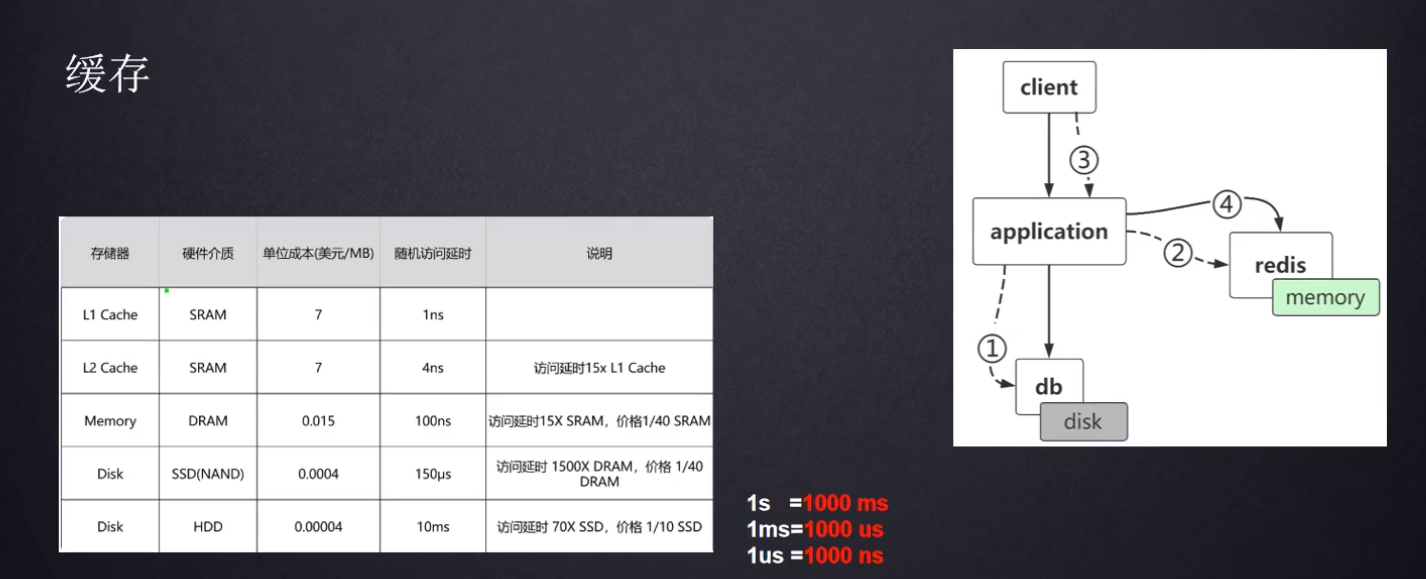 缓存
存储器 硬件介质 单位成本(美元/MB) 随机访问延时 说明
L1 Cache SRAM 7 1ns
L2 Cache SRAM 7 4ns 访问延时15x L1 Cache
Memory DRAM 0.015 100ns 访问延时15X SRAM，价格1/40 SRAM
Disk SSD(NAND) 0.0004 150μs 访问延时 1500X DRAM，价格 1/40
DRAM
Disk HDD 0.00004 10ms 访问延时 70X SSD，价格 1/10 SSD
1s =1000 ms
1ms=1000 us
1us =1000 ns
client
③
application
④
②
redis
memory
①
db
disk